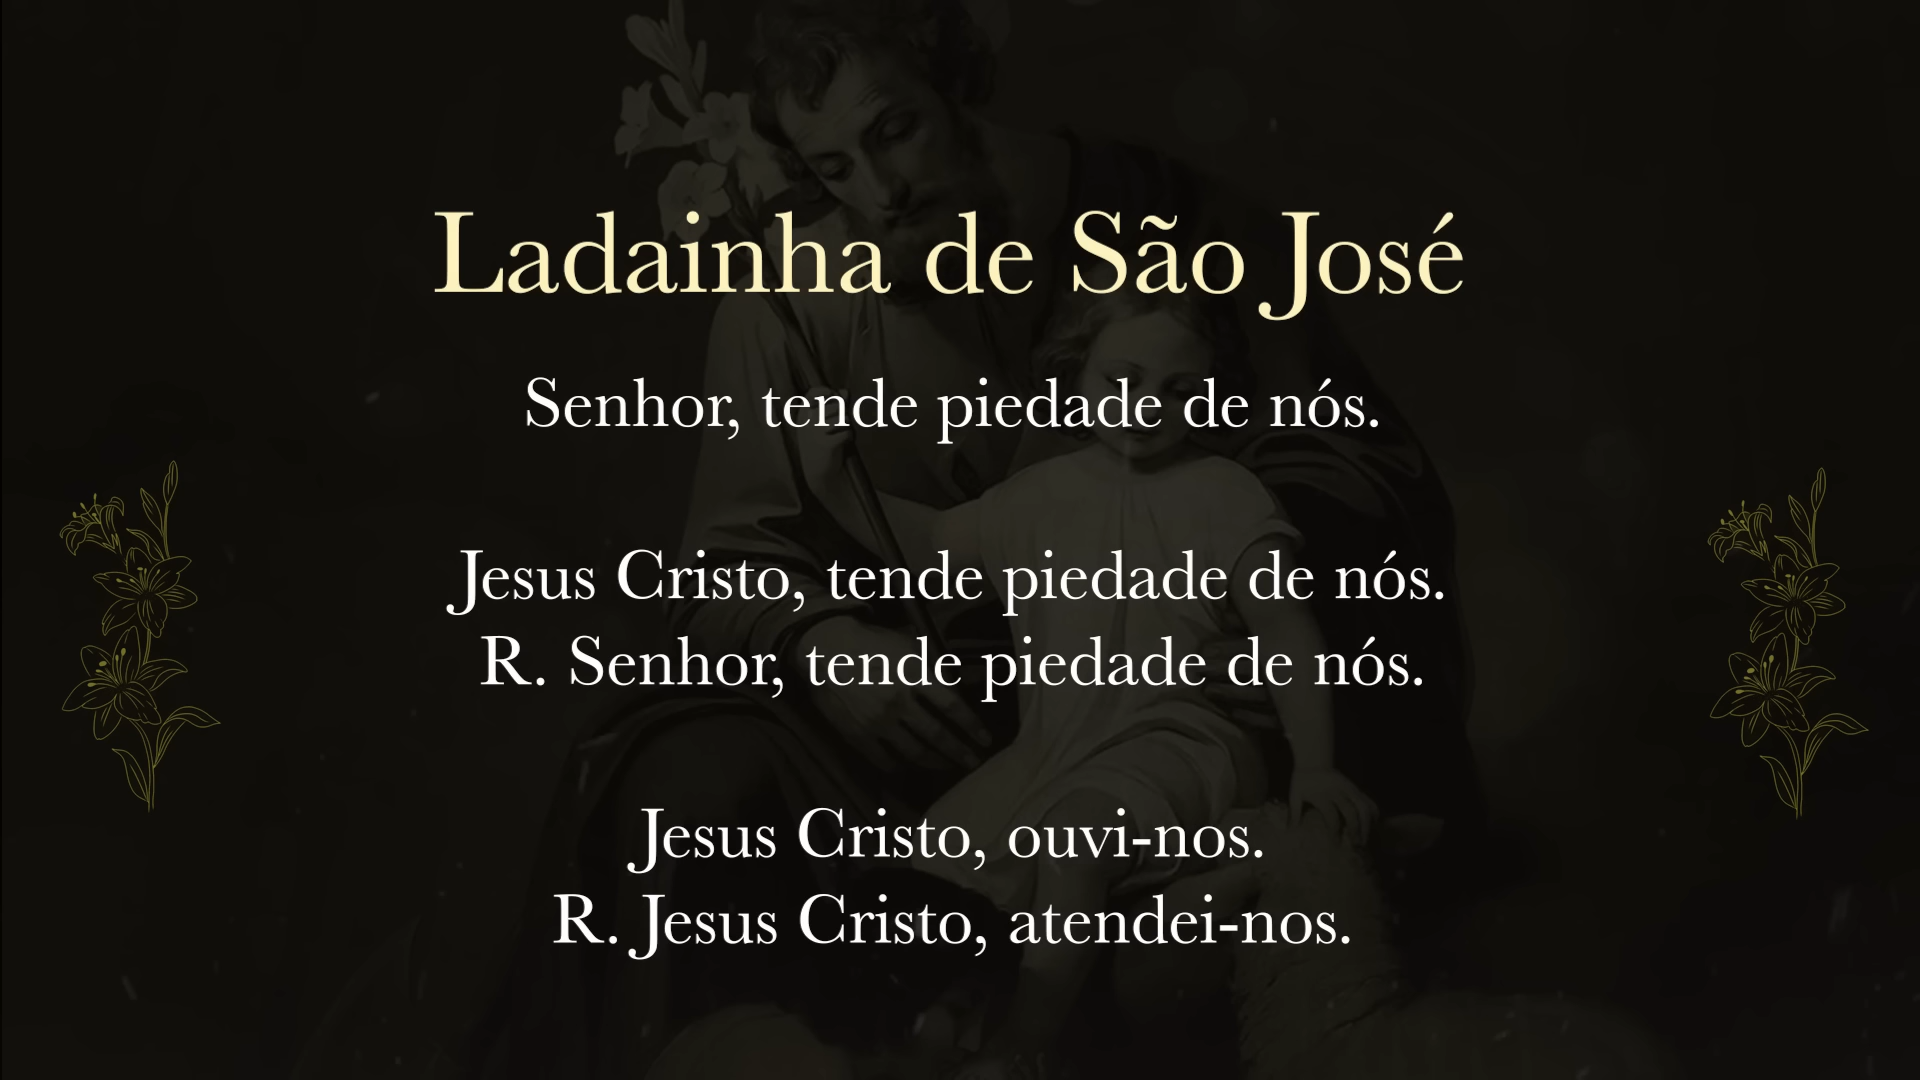 Ladainha de São José
Senhor, tende piedade de nós.
Jesus Cristo, tende piedade de nós.
R. Senhor, tende piedade de nós.
Jesus Cristo, ouvi-nos.
R. Jesus Cristo, atendei-nos.